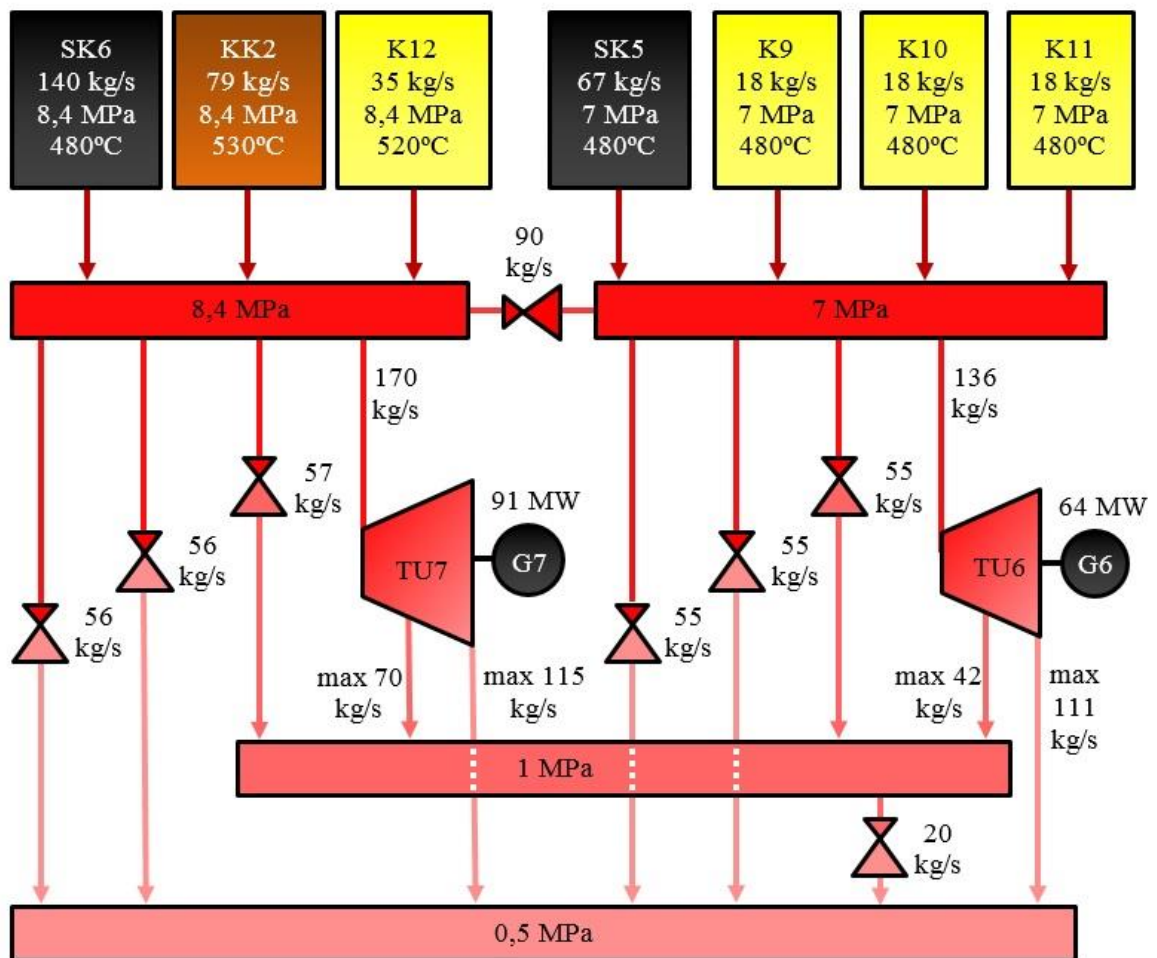 SK6
140 kg/s
8,4 MPa
480ºC
KK2
79 kg/s
8,4 MPa
530ºC
K12
35 kg/s
8,4 MPa
520ºC
SK5
67 kg/s
7 MPa
480ºC
K9
18 kg/s
7 MPa
480ºC
K10
18 kg/s
7 MPa
480ºC
K11
18 kg/s
7 MPa
480ºC
90
kg/s
8,4 MPa
7 MPa
170
kg/s
136
kg/s
57
kg/s
91 MW
55
kg/s
64 MW
56
kg/s
TU7
G7
55
kg/s
TU6
G6
56
kg/s
55
kg/s
max 70
kg/s
max 115
kg/s
max 42
kg/s
max
111
kg/s
1 MPa
20
kg/s
0,5 MPa